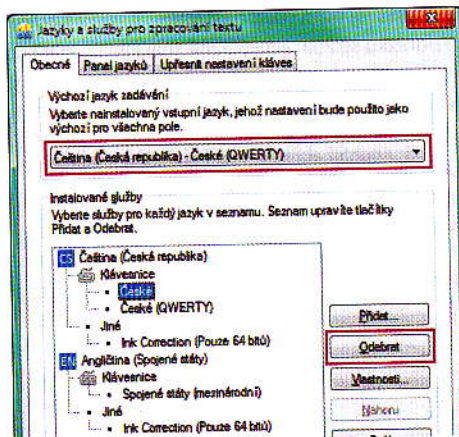 Jazyky a služby pro zpracování textu
Obecné Panel jazyků Upřesnit nastavení kláves
Výchozí jazyk zadávání
Vyberte nainstalovaný vstupní jazyk, jehož nastavení bude použito jako
výchozí pro všechna pole.
Čeština (Česká republika) - České (QWERTY)
Instalované služby
Vyberte služby pro každý jazyk v seznamu. Seznam upravíte tlačítky
Přidat a Odebrat.
CS Čeština (Česká republika)
Klávesnice
České
České (QWERTY)
Jiné
Ink Correction (Pouze 64 bitů)
EN Angličtina (Spojené státy)
Klávesnice
Spojené státy (mezinárodní)
Jiné
Ink Correction (Pouze 64 bitů)
Přidat...
Odebrat
Vlastnosti...
Nahoru